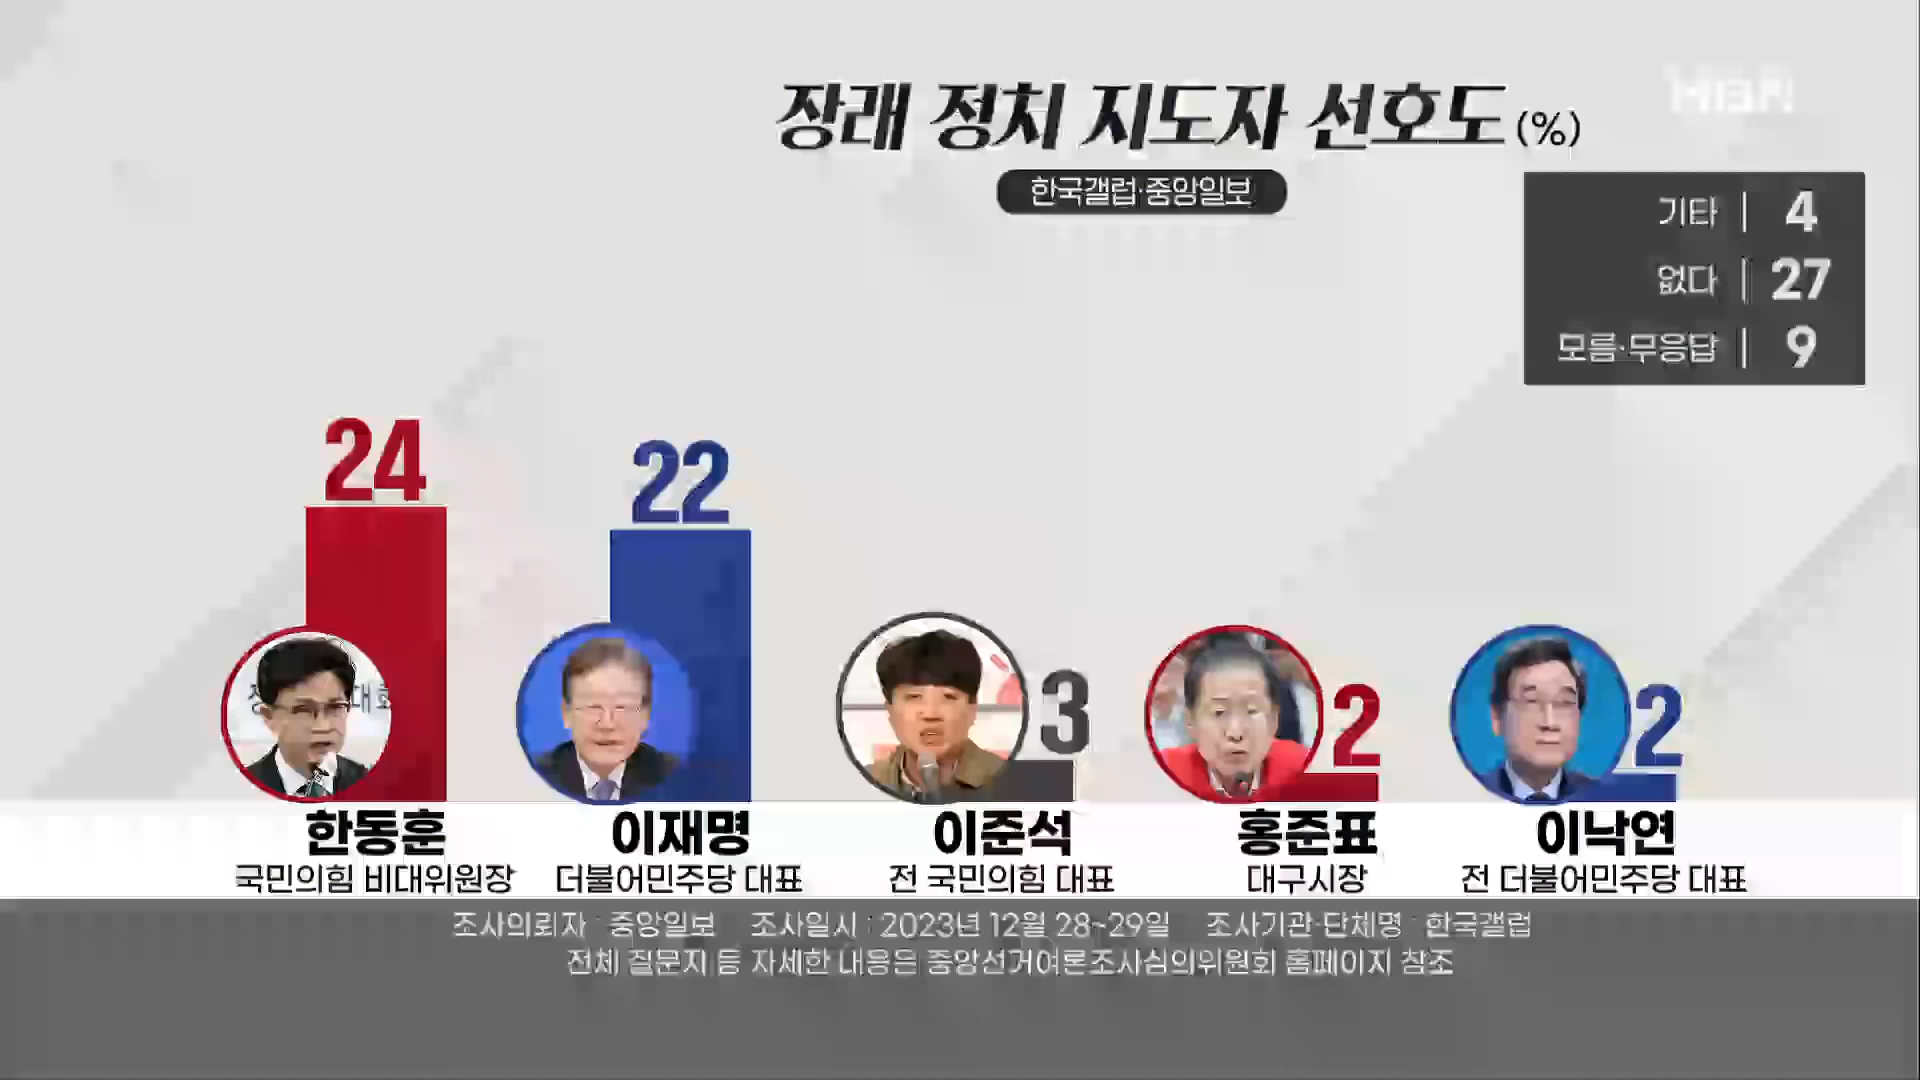 MBN
장래 정치 지도자 선호도(%)
한국갤럽·중앙일보
기타 | 4
없다 | 27
모름·무응답 | 9
24
22
3
2
2
한동훈
국민의힘 비대위원장
이재명
더불어민주당 대표
이준석
전 국민의힘 대표
홍준표
대구시장
이낙연
전 더불어민주당 대표
조사의뢰자 : 중앙일보 조사일시 : 2023년 12월 28~29일 조사기관·단체명 : 한국갤럽
전체 질문지 등 자세한 내용은 중앙선거여론조사심의위원회 홈페이지 참조